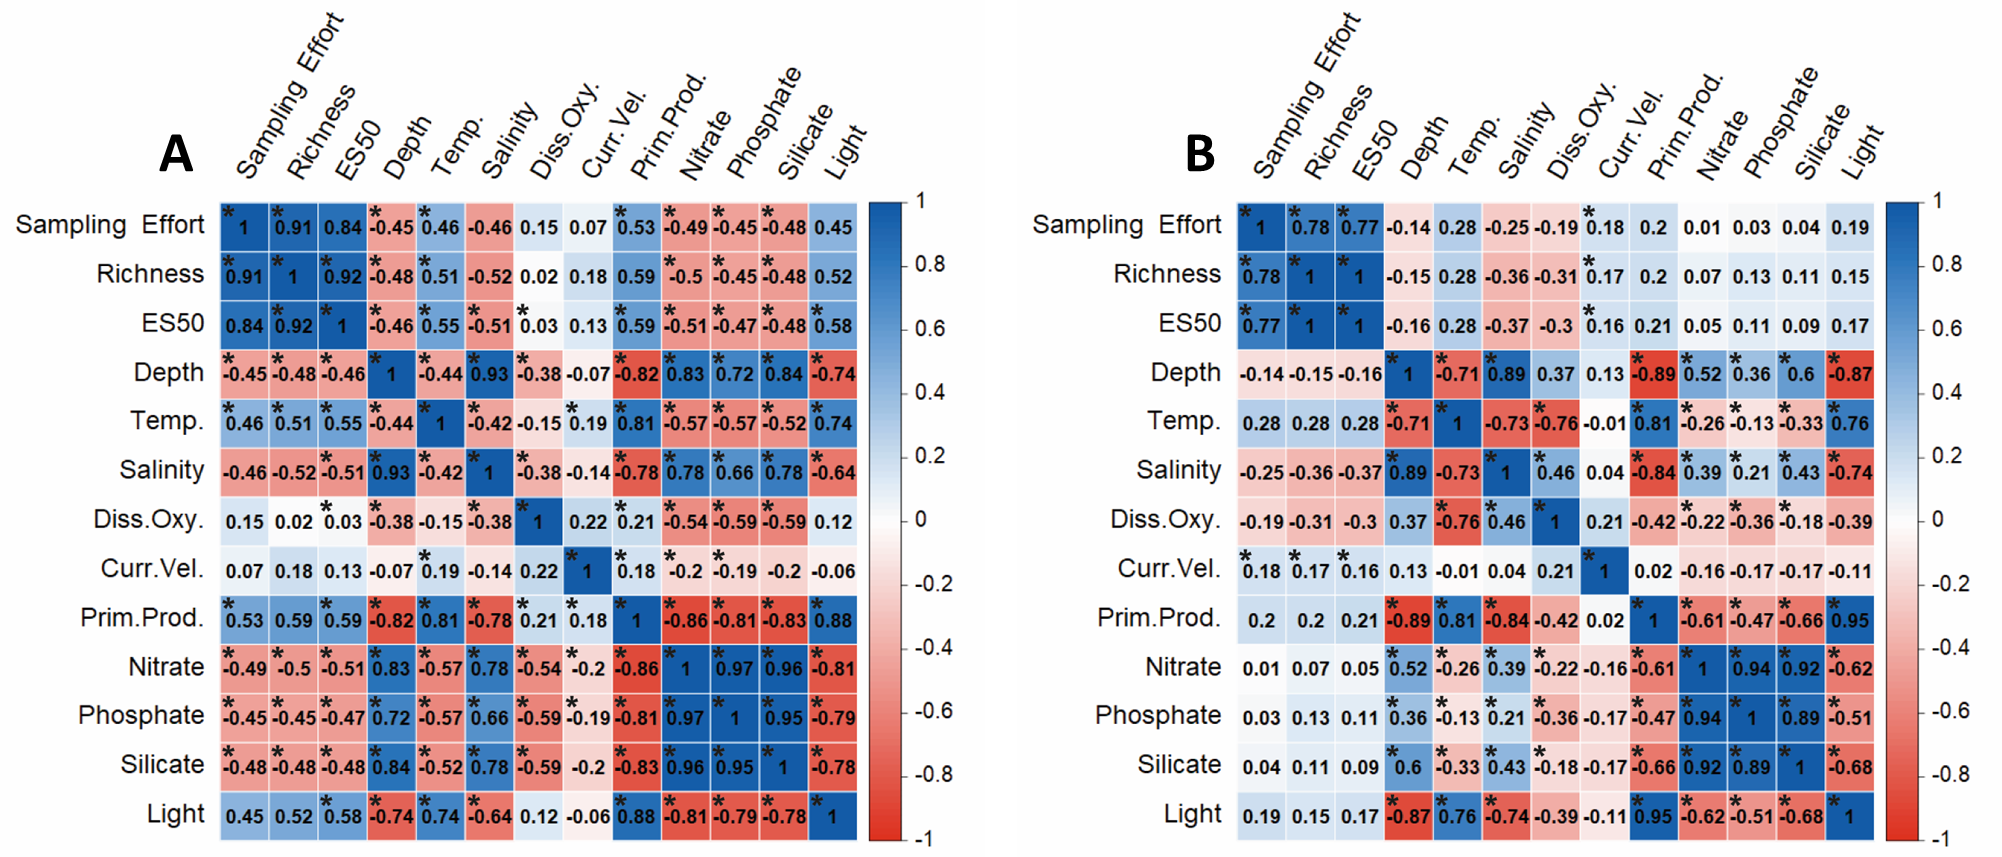 A
Sampling Effort
Richness
ES50
Depth
Temp.
Salinity
Diss.Oxy.
Curr.Vel.
Prim.Prod.
Nitrate
Phosphate
Silicate
Light
Sampling Effort *1 *0.91 0.84 *-0.45 *0.46 -0.46 0.15 0.07 *0.53 *-0.49 *-0.45 *-0.48 0.45
Richness *0.91 *1 *0.92 *-0.48 *0.51 -0.52 0.02 0.18 0.59 *-0.5 *-0.45 *-0.48 0.52
ES50 0.84 *0.92 *1 *-0.46 *0.55 *-0.51 *0.03 0.13 *0.59 *-0.51 *-0.47 *-0.48 *0.58
Depth *-0.45 *-0.48 *-0.46 *1 *-0.44 *0.93 *-0.38 -0.07 *-0.82 *0.83 *0.72 *0.84 *-0.74
Temp. *0.46 *0.51 *0.55 *-0.44 *1 *-0.42 -0.15 *0.19 *0.81 *-0.57 *-0.57 *-0.52 *0.74
Salinity -0.46 -0.52 *-0.51 *0.93 *-0.42 *1 *-0.38 -0.14 *-0.78 *0.78 *0.66 *0.78 *-0.64
Diss.Oxy. 0.15 0.02 *0.03 *-0.38 -0.15 *-0.38 *1 0.22 *0.21 *-0.54 *-0.59 *-0.59 0.12
Curr.Vel. 0.07 0.18 0.13 -0.07 *0.19 -0.14 0.22 *1 *0.18 *-0.2 *-0.19 -0.2 -0.06
Prim.Prod. *0.53 0.59 *0.59 *-0.82 *0.81 *-0.78 *0.21 *0.18 *1 *-0.86 *-0.81 *-0.83 *0.88
Nitrate *-0.49 *-0.5 *-0.51 *0.83 *-0.57 *0.78 *-0.54 *-0.2 *-0.86 *1 *0.97 *0.96 *-0.81
Phosphate *-0.45 *-0.45 *-0.47 *0.72 *-0.57 *0.66 *-0.59 *-0.19 *-0.81 *0.97 *1 *0.95 *-0.79
Silicate *-0.48 *-0.48 *-0.48 *0.84 *-0.52 *0.78 *-0.59 -0.2 *-0.83 *0.96 *0.95 *1 *-0.78
Light 0.45 0.52 *0.58 *-0.74 *0.74 *-0.64 0.12 -0.06 *0.88 *-0.81 *-0.79 *-0.78 *1
1
0.8
0.6
0.4
0.2
0
-0.2
-0.4
-0.6
-0.8
-1
B
Sampling Effort
Richness
ES50
Depth
Temp.
Salinity
Diss.Oxy.
Curr.Vel.
Prim.Prod.
Nitrate
Phosphate
Silicate
Light
Sampling Effort *1 *0.78 *0.77 -0.14 0.28 -0.25 -0.19 *0.18 0.2 0.01 0.03 0.04 0.19
Richness *0.78 *1 *1 -0.15 0.28 -0.36 -0.31 *0.17 0.2 0.07 0.13 0.11 0.15
ES50 *0.77 *1 *1 -0.16 0.28 -0.37 -0.3 *0.16 0.21 0.05 0.11 0.09 0.17
Depth -0.14 -0.15 -0.16 *1 *-0.71 *0.89 0.37 0.13 *-0.89 *0.52 *0.36 *0.6 *-0.87
Temp. 0.28 0.28 0.28 *-0.71 *1 -0.73 *-0.76 -0.01 *0.81 *-0.26 *-0.13 *-0.33 *0.76
Salinity -0.25 -0.36 -0.37 *0.89 -0.73 *1 *0.46 0.04 *-0.84 *0.39 *0.21 *0.43 *-0.74
Diss.Oxy. -0.19 -0.31 -0.3 0.37 *-0.76 *0.46 *1 0.21 -0.42 *-0.22 *-0.36 *-0.18 -0.39
Curr.Vel. *0.18 *0.17 *0.16 0.13 -0.01 0.04 0.21 *1 0.02 -0.16 -0.17 -0.17 -0.11
Prim.Prod. 0.2 0.2 0.21 *-0.89 *0.81 *-0.84 -0.42 0.02 *1 *-0.61 *-0.47 *-0.66 *0.95
Nitrate 0.01 0.07 0.05 *0.52 *-0.26 *0.39 *-0.22 -0.16 *-0.61 *1 *0.94 *0.92 *-0.62
Phosphate 0.03 0.13 0.11 *0.36 *-0.13 *0.21 *-0.36 -0.17 *-0.47 *0.94 *1 *0.89 *-0.51
Silicate 0.04 0.11 0.09 *0.6 *-0.33 *0.43 *-0.18 -0.17 *-0.66 *0.92 *0.89 *1 *-0.68
Light 0.19 0.15 0.17 *-0.87 *0.76 *-0.74 -0.39 -0.11 *0.95 *-0.62 *-0.51 *-0.68 *1
1
0.8
0.6
0.4
0.2
0
-0.2
-0.4
-0.6
-0.8
-1